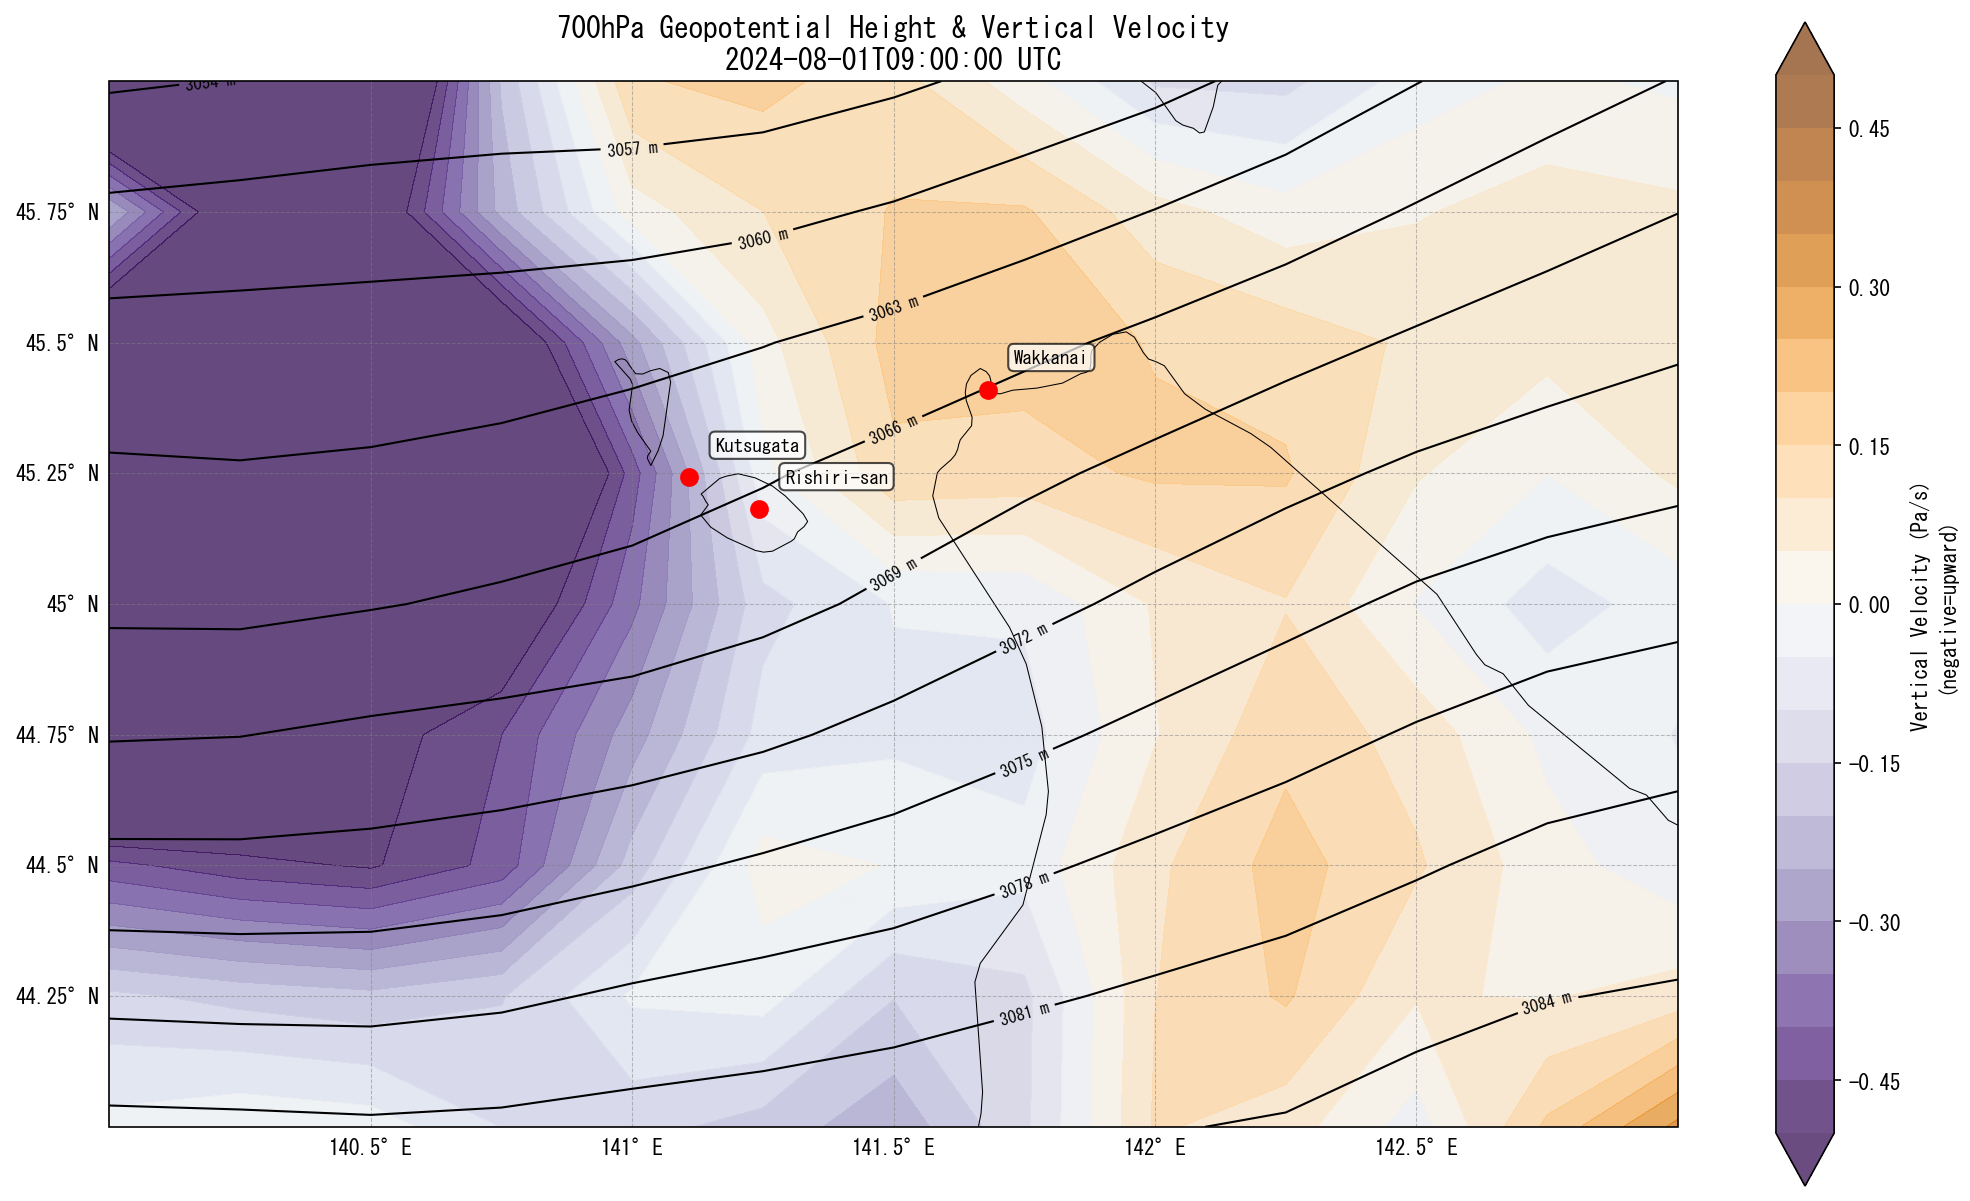 700hPa Geopotential Height & Vertical Velocity
2024-08-01T09:00:00 UTC
3054 m
3057 m
3060 m
3063 m
3066 m
3069 m
3072 m
3075 m
3078 m
3081 m
3084 m
Wakkanai
Kutsugata
Rishiri-san
45.75° N
45.5° N
45.25° N
45° N
44.75° N
44.5° N
44.25° N
140.5° E
141° E
141.5° E
142° E
142.5° E
0.45
0.30
0.15
0.00
−0.15
−0.30
−0.45
Vertical Velocity (Pa/s)
(negative=upward)